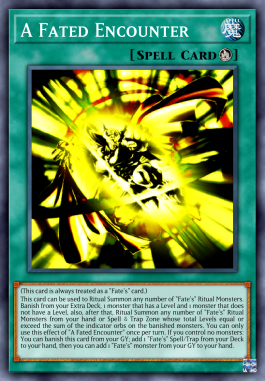 A Fated Encounter
[Spell Card
]
(This card is always treated as a "Fate's" card.)
This card can be used to Ritual Summon any number of "Fate's" Ritual Monsters.
Banish from your Extra Deck, 1 monster that has a Level and 1 monster that does
not have a Level, also, after that, Ritual Summon any number of "Fate's" Ritual
Monsters from your hand or Spell & Trap Zone whose total Levels equal or
exceed the sum of the indicator orbs on the banished monsters. You can only
use this effect of "A Fated Encounter" once per turn. If you control no monsters:
You can banish this card from your GY; add 1 "Fate's" Spell/Trap from your Deck
to your hand, then you can add 1 "Fate's" monster from your GY to your hand.